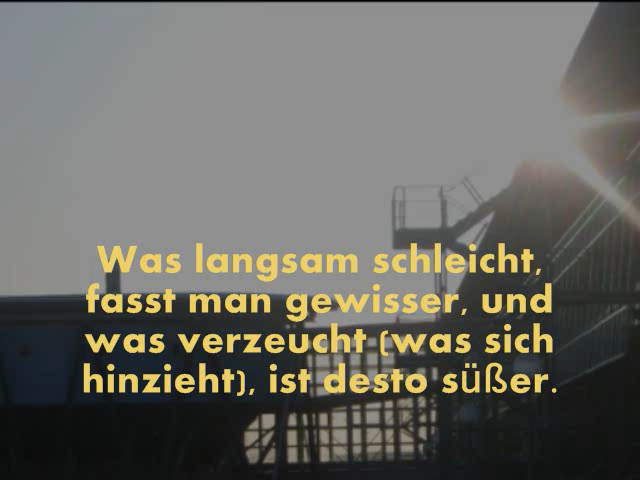 Was langsam schleicht,
fasst man gewisser, und
was verzeucht (was sich
hinzieht), ist desto süßer.